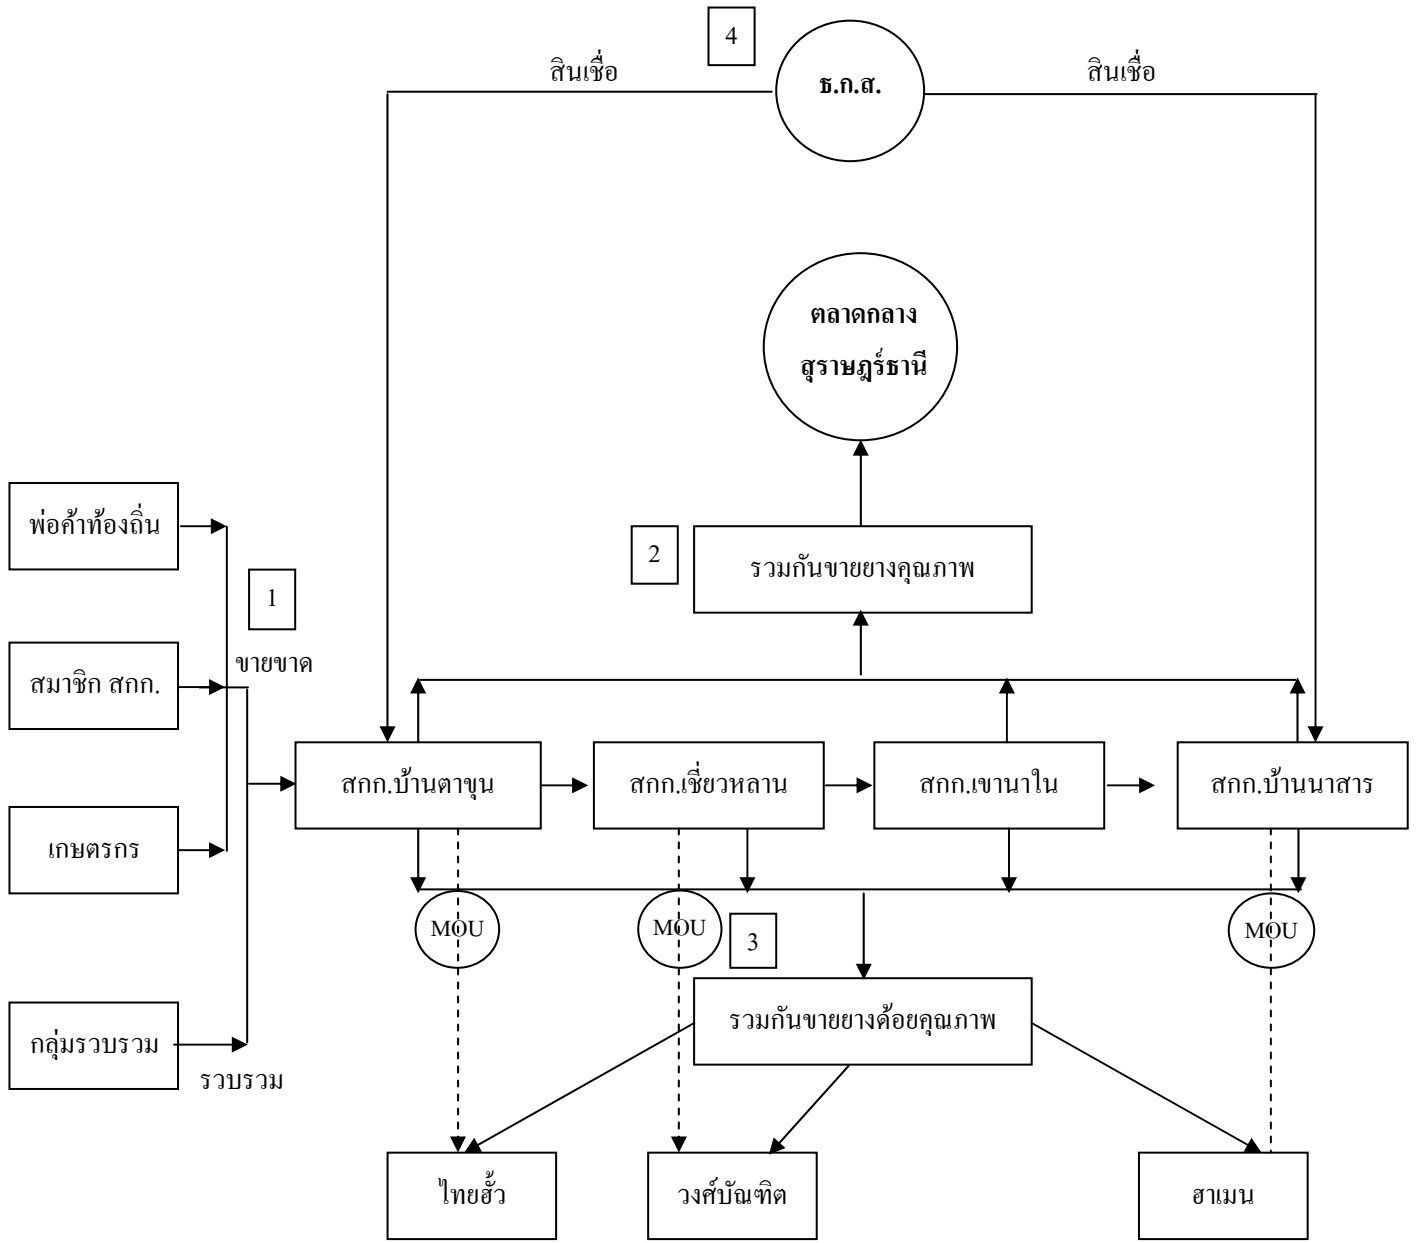 4
สินเชื่อ
ธ.ก.ส.
สินเชื่อ
ตลาดกลาง
สุราษฎร์ธานี
พ่อค้าท้องถิ่น
2
รวมกันขายยางคุณภาพ
1
ขายขาด
สมาชิก สกก.
สกก.บ้านตาขุน
สกก.เชี่ยวหลาน
สกก.เขานาใน
สกก.บ้านนาสาร
เกษตรกร
MOU
MOU
3
MOU
กลุ่มรวบรวม
รวบรวม
รวมกันขายยางด้อยคุณภาพ
ไทยฮั้ว
วงศ์บัณฑิต
ฮาเมน